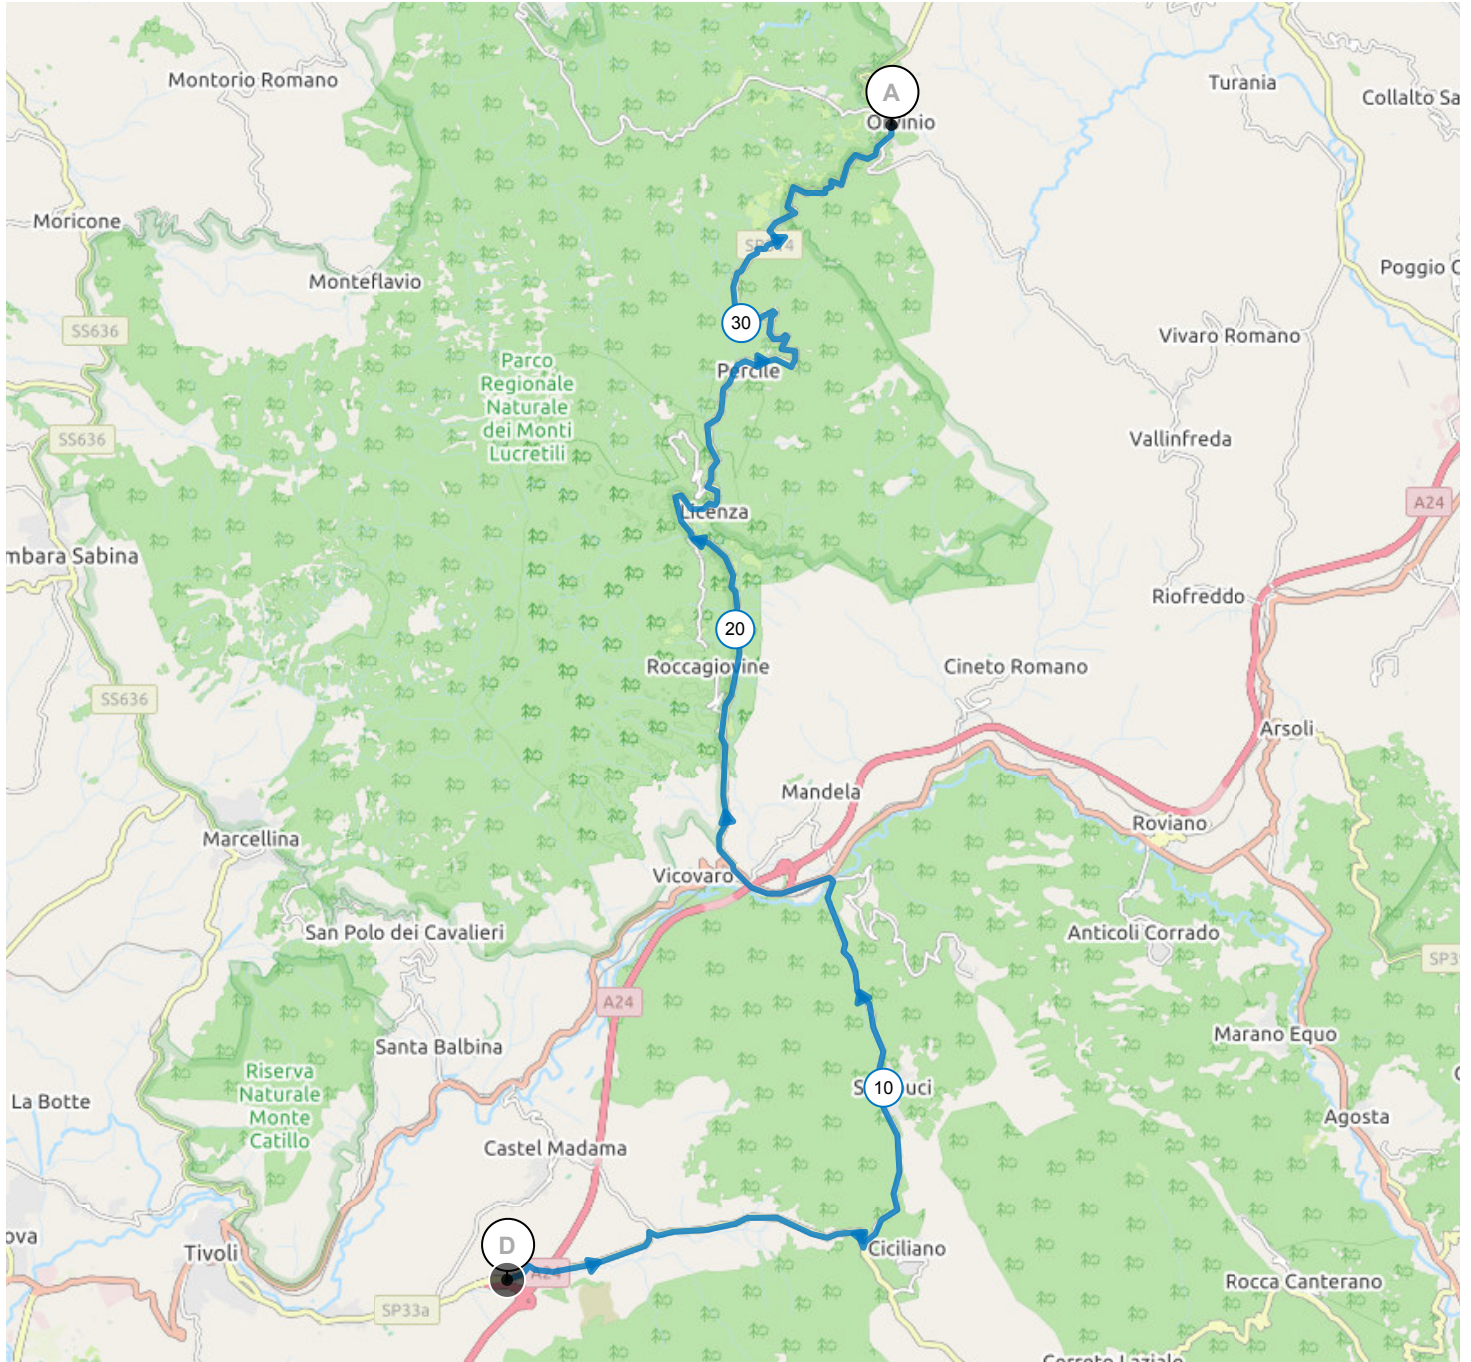 Montorio Romano
A
Turania
Collalto Sa
Moricone
Monteflavio
Poggio
SS636
30
Vivaro Romano
Percile
Parco
Regionale
Naturale
dei Monti
Lucretili
Vallinfreda
SS636
A24
Licenza
mbara Sabina
Riofreddo
20
Roccagiovine
Cineto Romano
SS636
Arsoli
Mandela
Marcellina
Roviano
Vicovaro
San Polo dei Cavalieri
Anticoli Corrado
A24
Marano Equo
Santa Balbina
Riserva
Naturale
Monte
Catillo
10
La Botte
Agosta
Castel Madama
ova
Tivoli
D
Ciciliano
A24
Rocca Canterano
SP33a